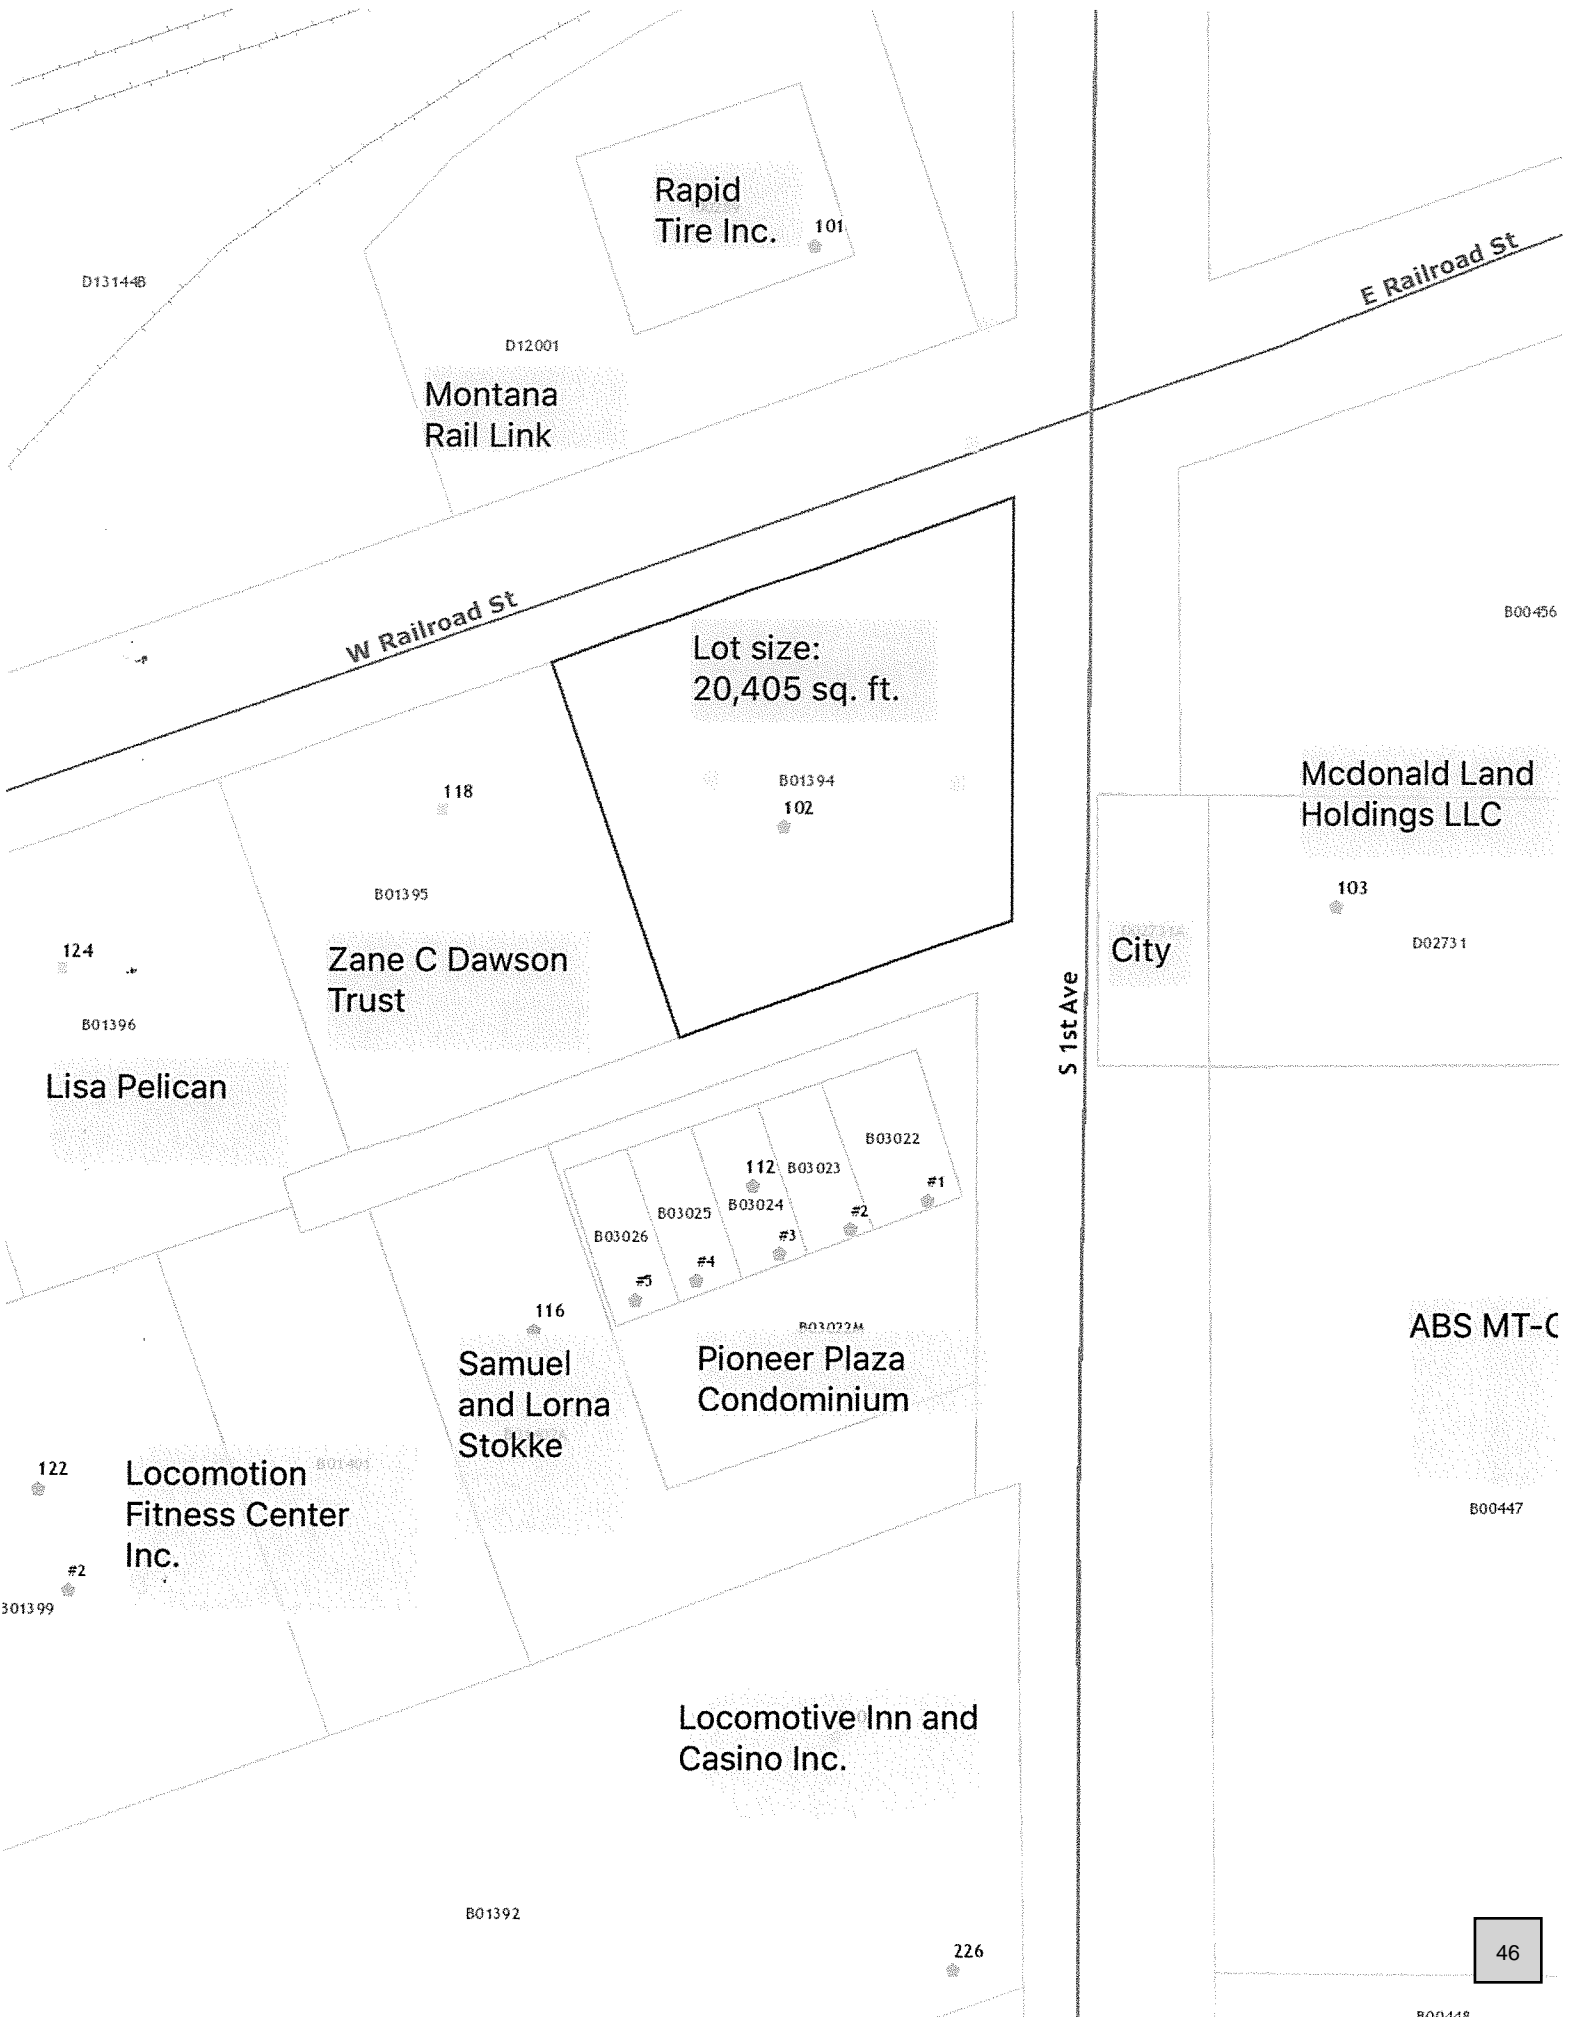 Rapid
Tire Inc.
101
E Railroad St
D13144B
D12001
Montana
Rail Link
W Railroad St
B00456
Lot size:
20,405 sq. ft.
B01394
102
118
B01395
Mcdonald Land
Holdings LLC
103
D02731
City
124
B01396
Zane C Dawson
Trust
S 1st Ave
Lisa Pelican
B03022
112
B03023
#1
B03024
B03025
#2
B03026
#3
#4
#5
116
B03022M
Samuel
and Lorna
Stokke
Pioneer Plaza
Condominium
ABS MT-
122
Locomotion
Fitness Center
Inc.
B01401
B00447
#2
301399
Locomotive Inn and
Casino Inc.
B01392
226
46
B00448